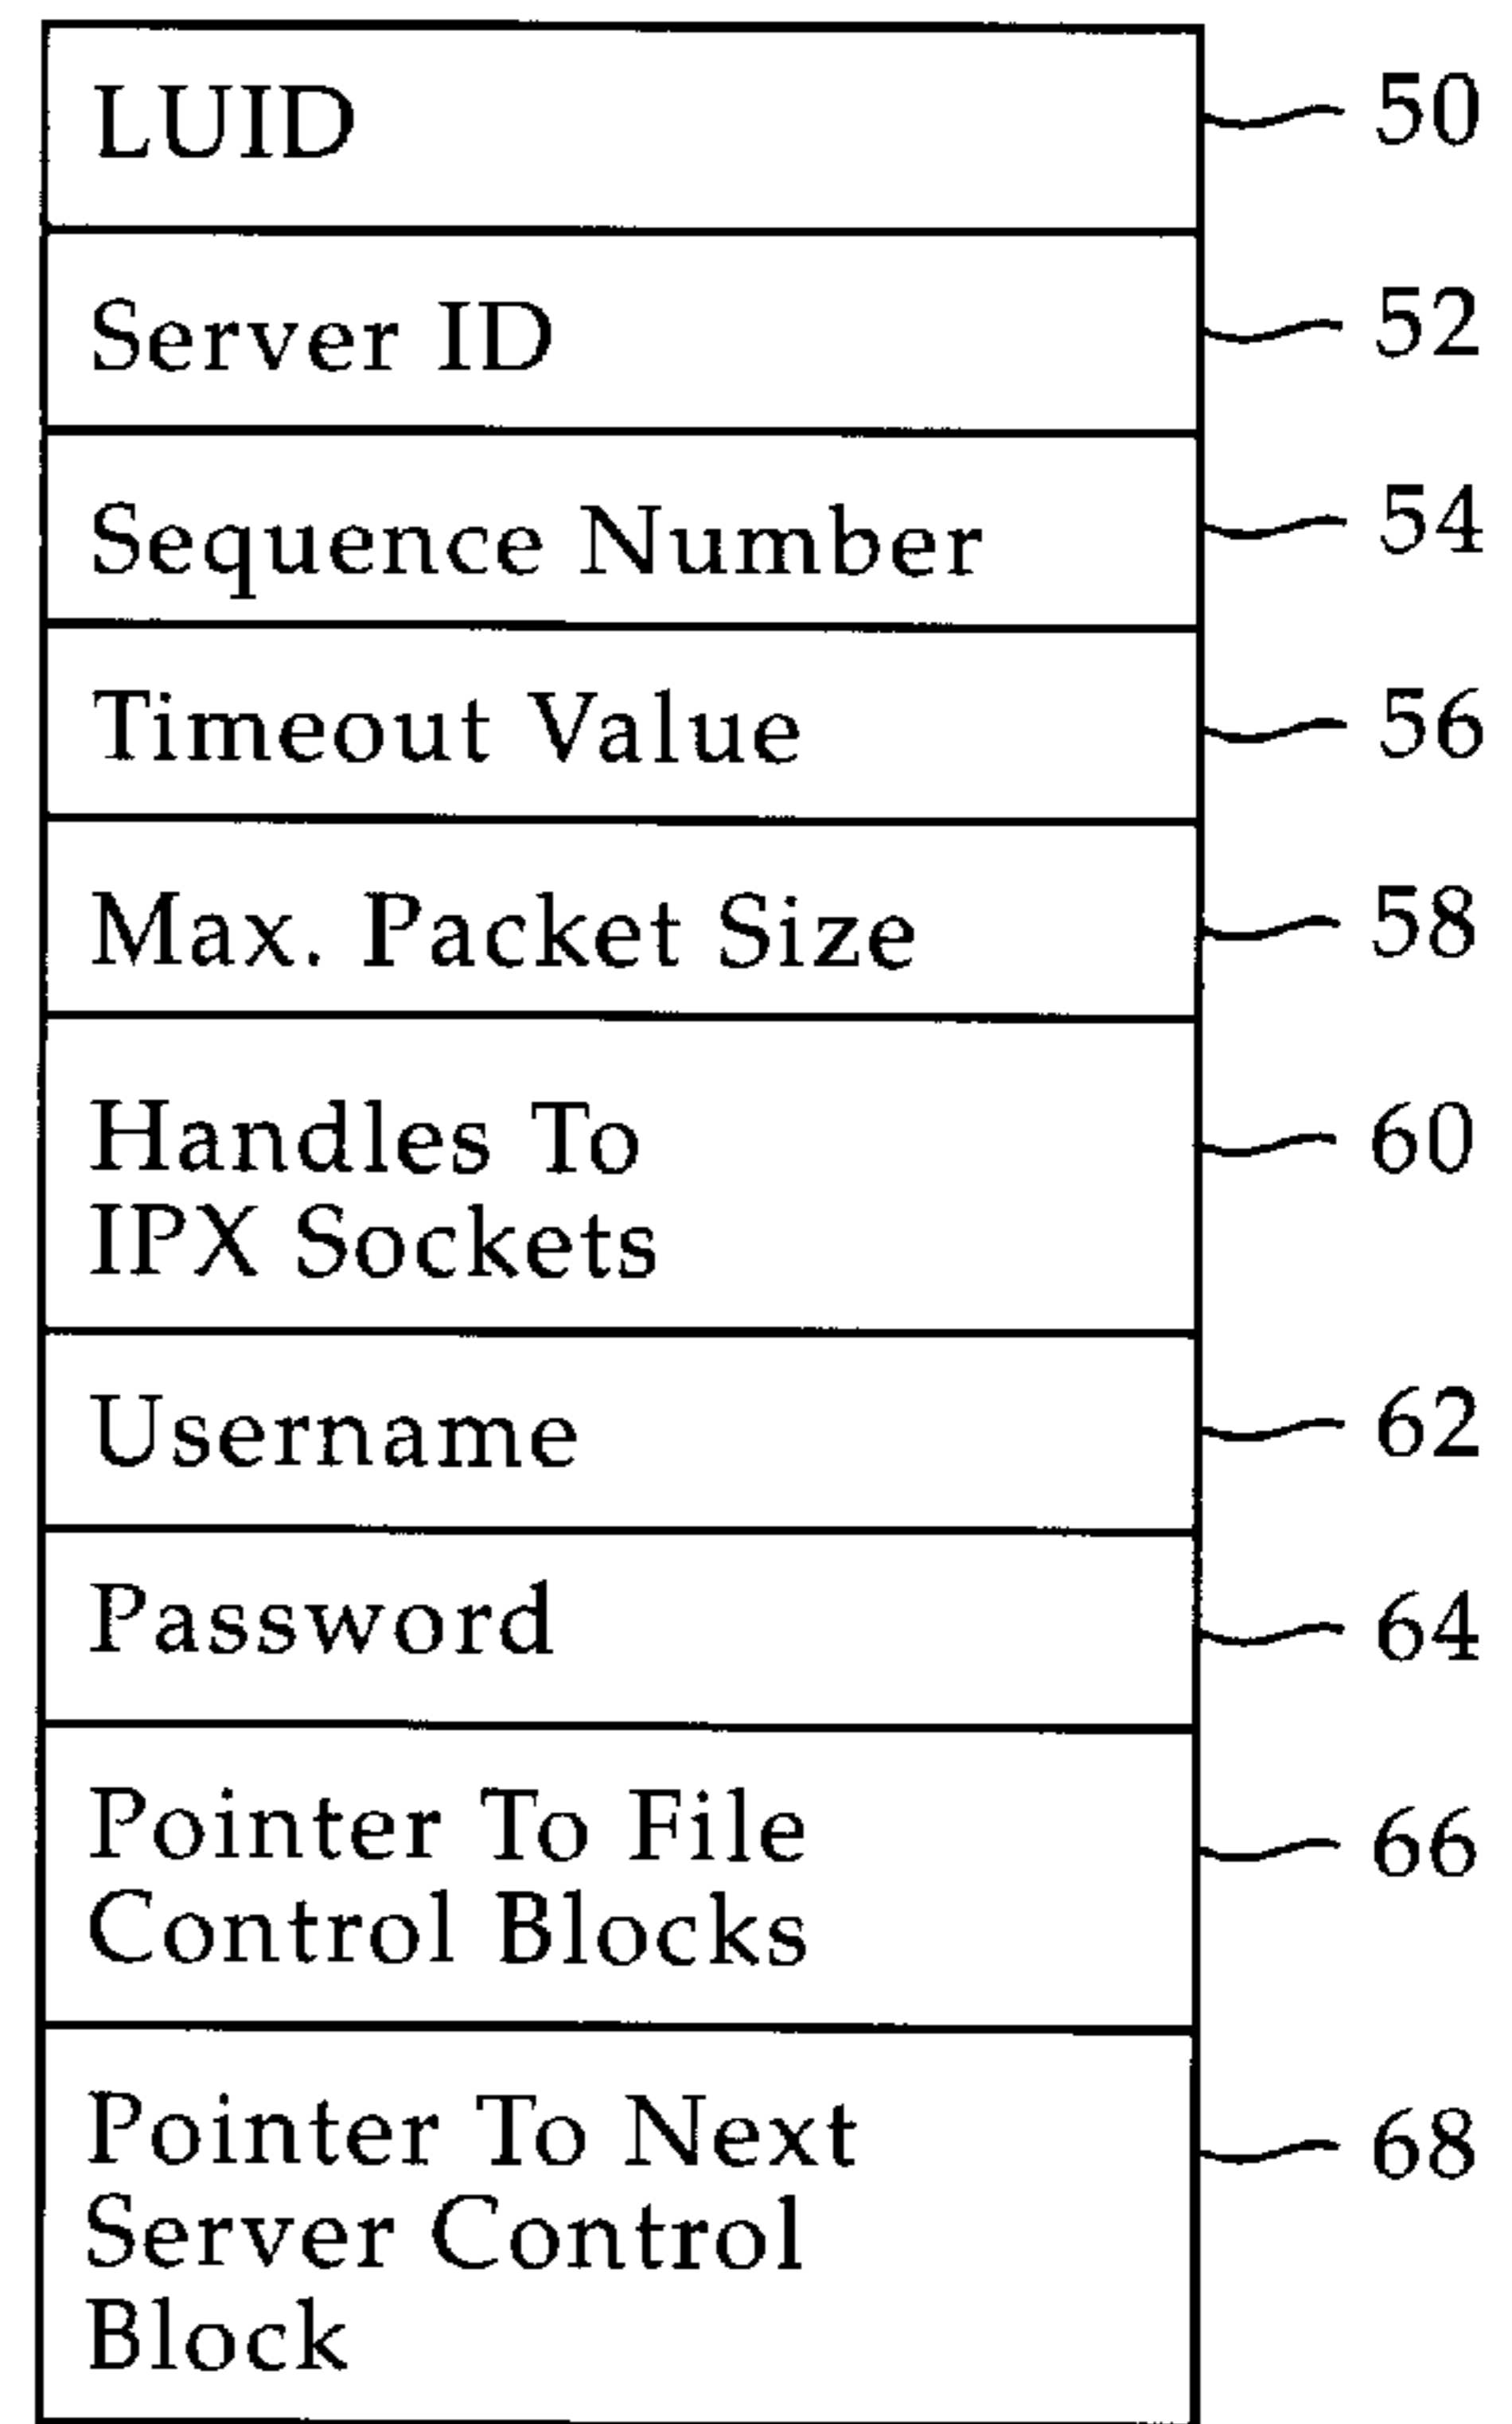 LUID 50
Server ID 52
Sequence Number 54
Timeout Value 56
Max. Packet Size 58
Handles To 60
IPX Sockets
Username 62
Password 64
Pointer To File 66
Control Blocks
Pointer To Next 68
Server Control
Block